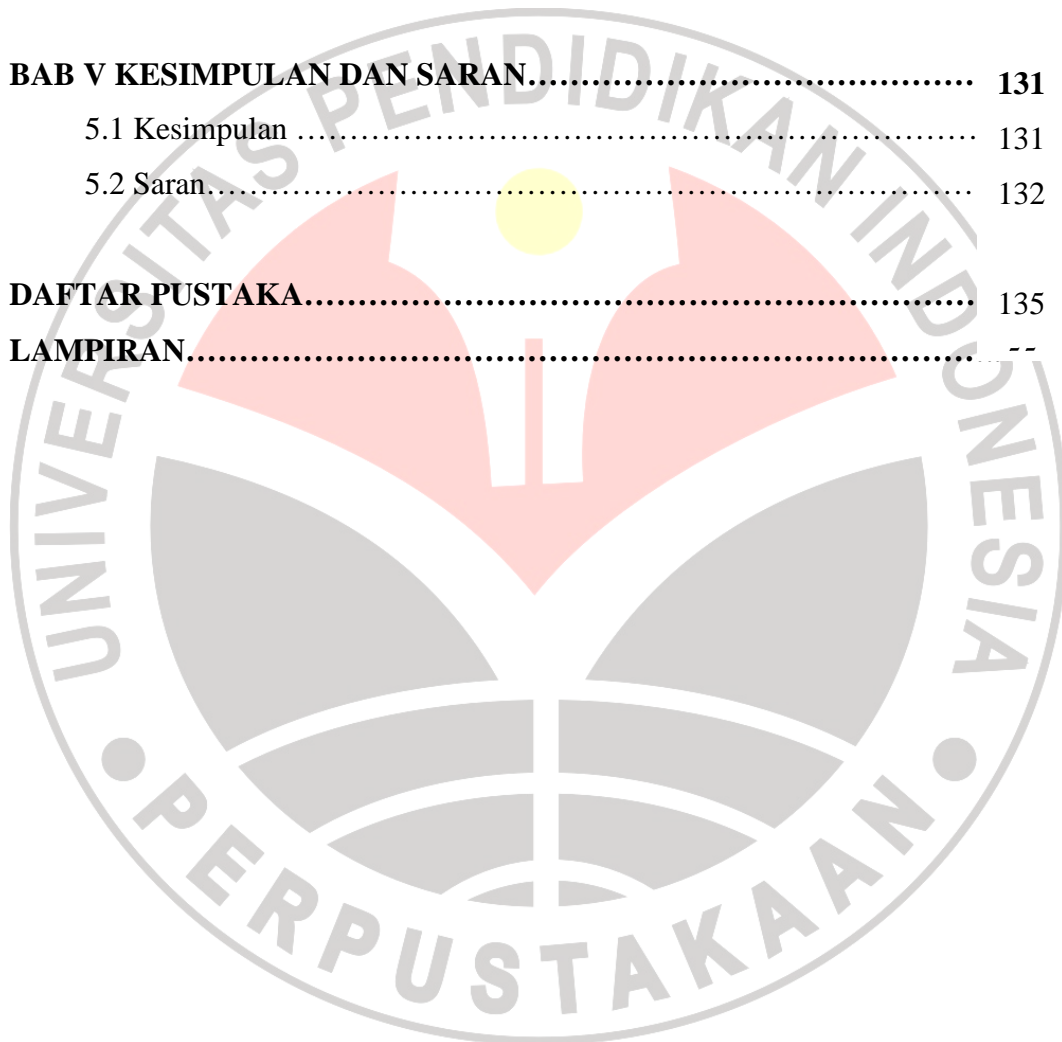 BAB V KESIMPULAN DAN SARAN……………………………………. 131
5.1 Kesimpulan ………………………………………………………… 131
5.2 Saran………………………………………………………………… 132
DAFTAR PUSTAKA………………………………………………………… 135
LAMPIRAN……………………………………………………………………
UNIVERSITAS PENDIDIKAN INDONESIA
PERPUSTAKAAN